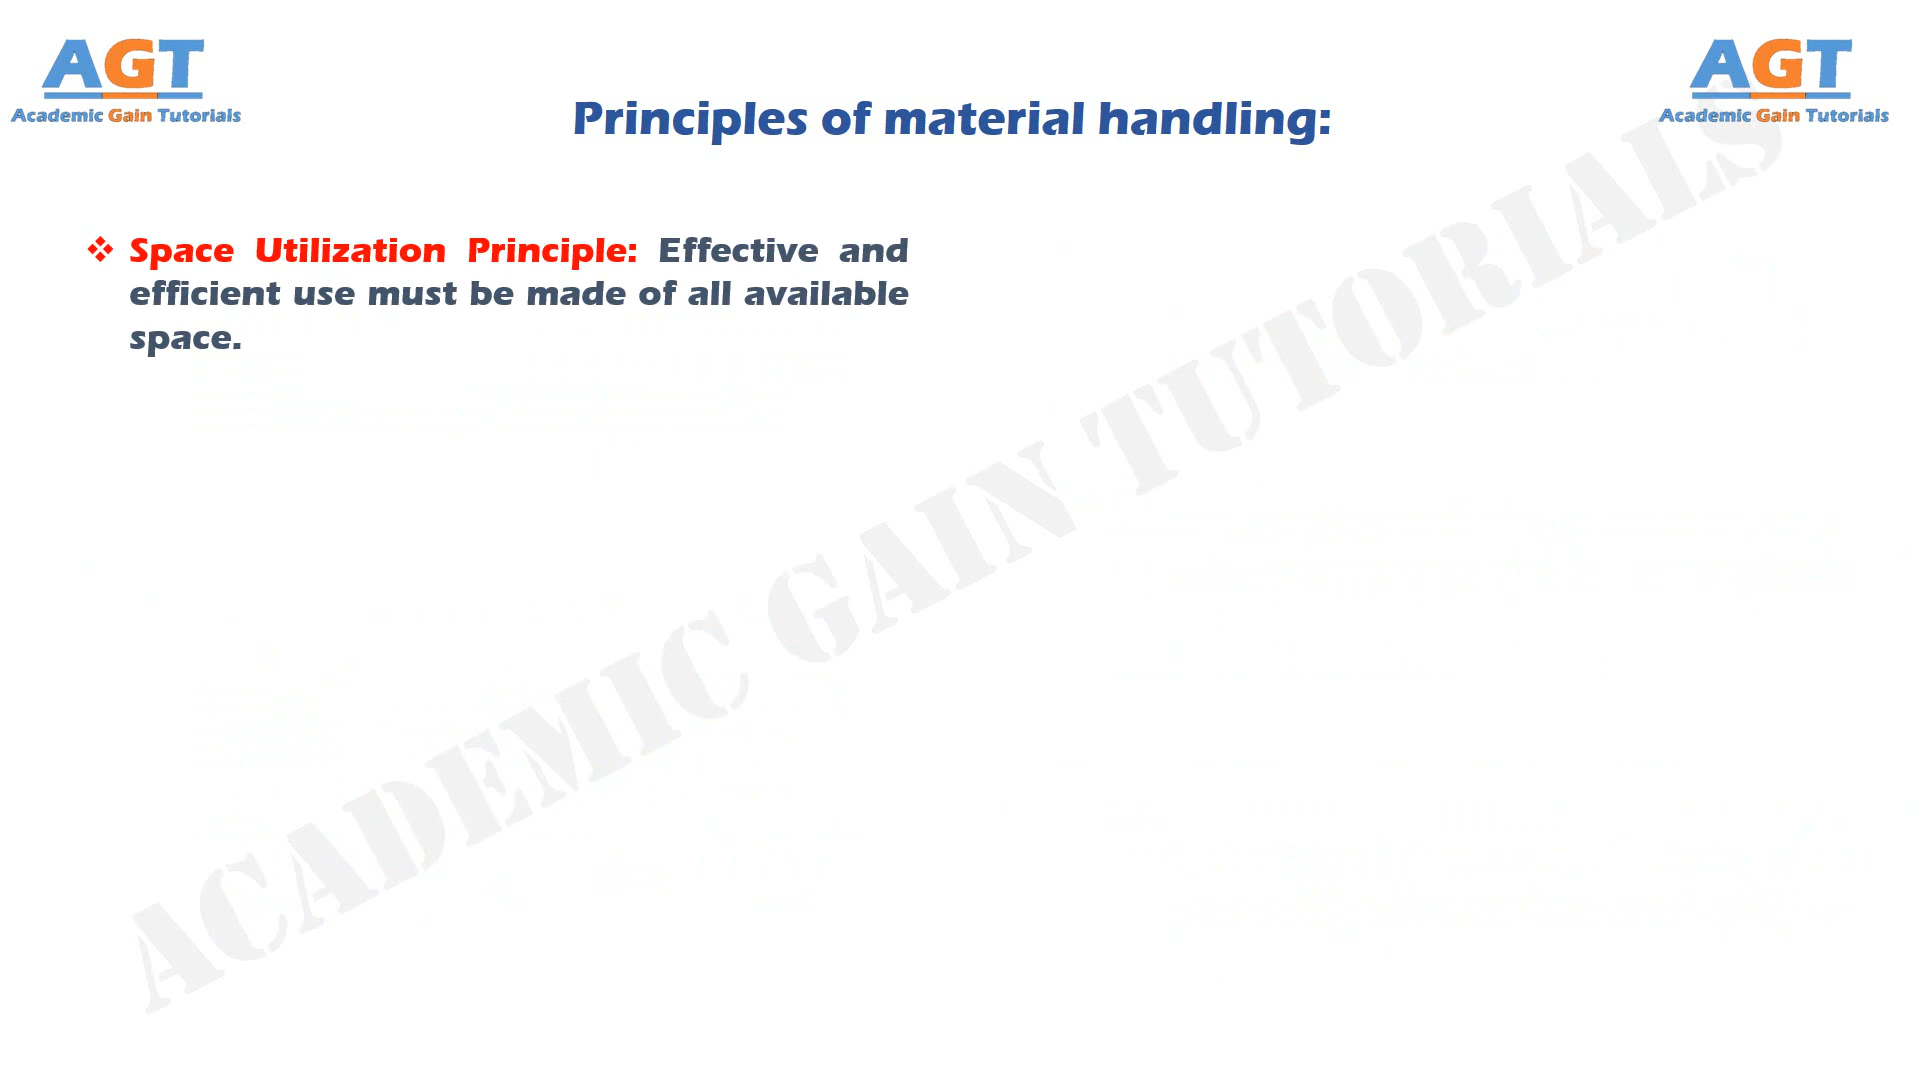 AGT
Academic Gain Tutorials
AGT
Academic Gain Tutorials
Principles of material handling:
❖ Space Utilization Principle: Effective and
efficient use must be made of all available
space.
ACADEMIC GAIN TUTORIALS